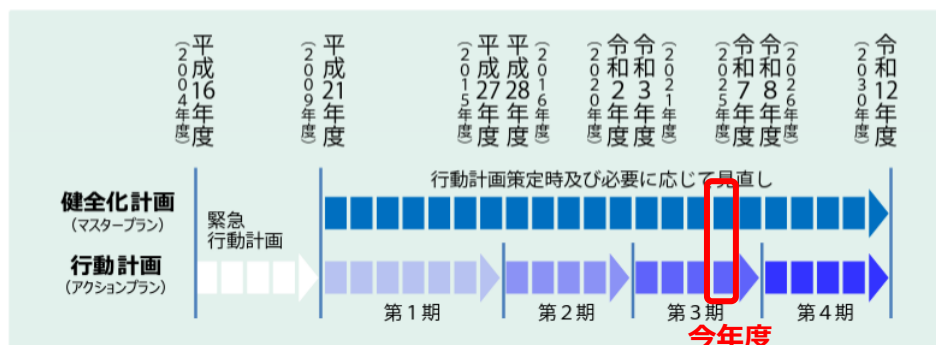 平成16年度
（2004年度）
平成21年度
（2009年度）
平成27年度
（2015年度）
平成28年度
（2016年度）
令和2年度
（2020年度）
令和3年度
（2021年度）
令和7年度
（2025年度）
令和8年度
（2026年度）
令和12年度
（2030年度）
行動計画策定時及び必要に応じて見直し
健全化計画
（マスタープラン）
緊急
行動計画
行動計画
（アクションプラン）
第１期
第２期
第３期
第４期
今年度